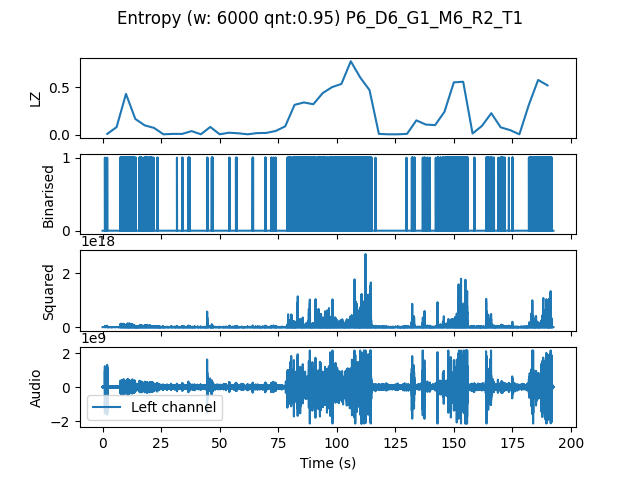 Entropy (w: 6000 qnt:0.95) P6_D6_G1_M6_R2_T1
0.5
LZ
0.0
1
Binarised
0
1e18
2
Squared
0
1e9
2
Audio
0
−2
Left channel
0 25 50 75 100 125 150 175 200
Time (s)